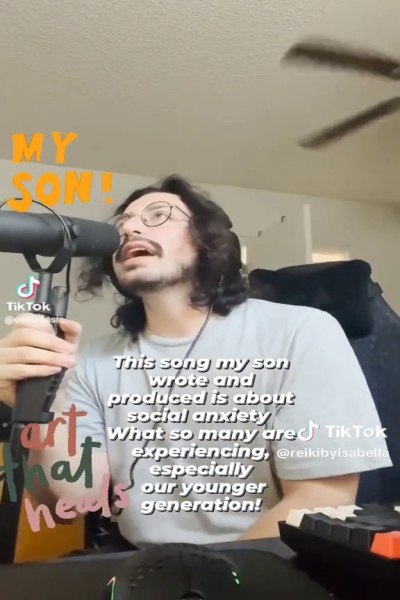 MY
SON!
TikTok
This song my son
wrote and
produced is about
social anxiety
What so many are
experiencing,
especially
our younger
generation!
TikTok
@reikibyisabella
art
that
heals